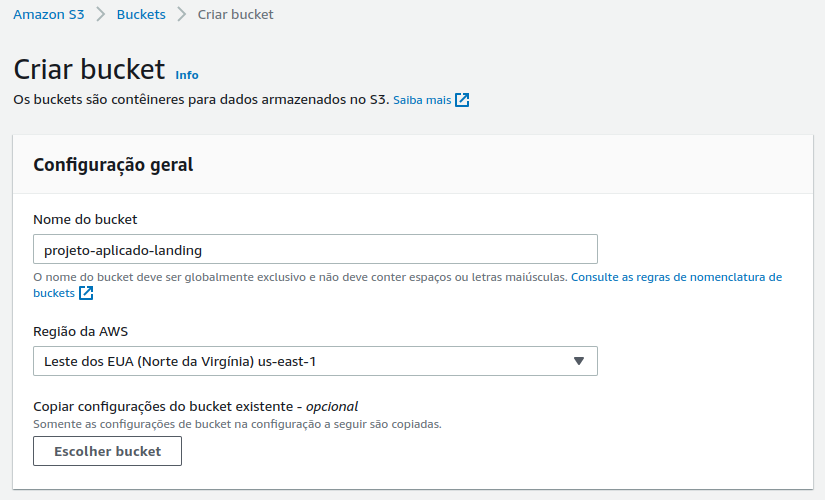 Amazon S3 > Buckets > Criar bucket
Criar bucket Info
Os buckets são contêineres para dados armazenados no S3. Saiba mais
Configuração geral
Nome do bucket
projeto-aplicado-landing
O nome do bucket deve ser globalmente exclusivo e não deve conter espaços ou letras maiúsculas. Consulte as regras de nomenclatura de
buckets
Região da AWS
Leste dos EUA (Norte da Virgínia) us-east-1
Copiar configurações do bucket existente - opcional
Somente as configurações de bucket na configuração a seguir são copiadas.
Escolher bucket